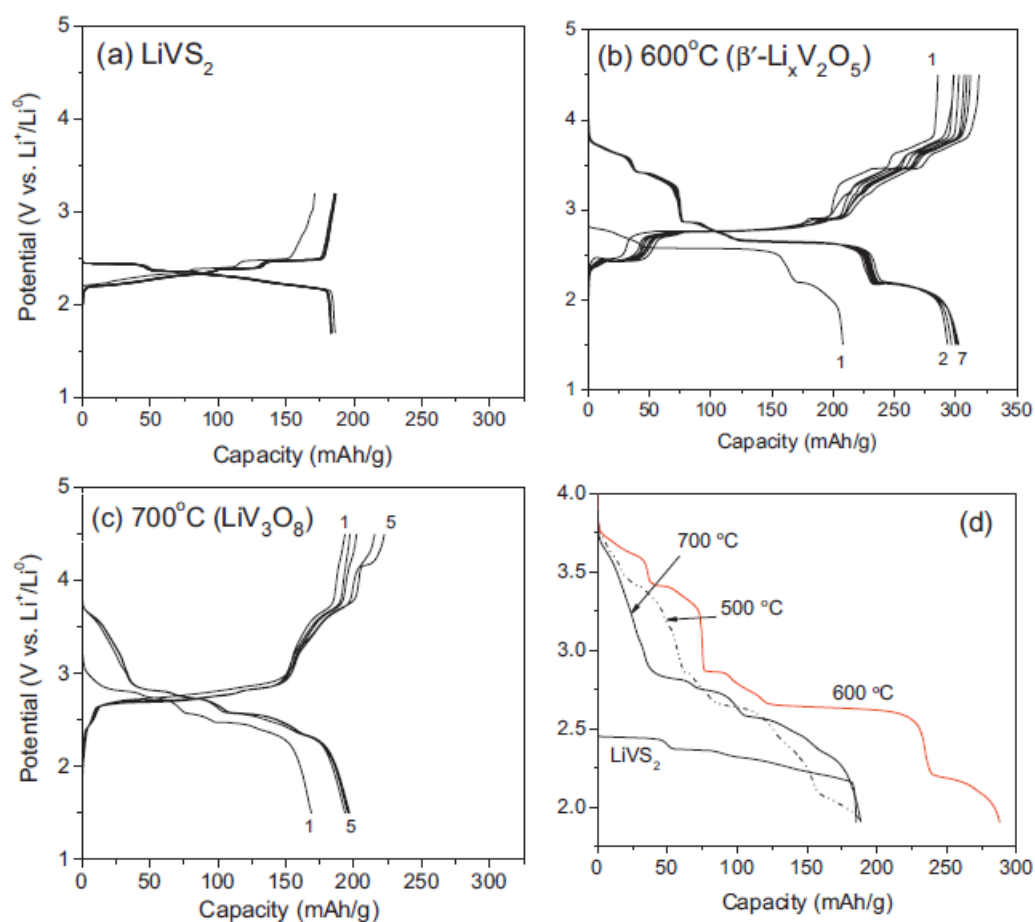 (a) LiVS₂
5
4
3
2
1
Potential (V vs. Li⁺/Li⁰)
0 50 100 150 200 250 300
Capacity (mAh/g)
(b) 600°C (β′-LiₓV₂O₅)
1
5
4
3
2
1
1
2 7
0 50 100 150 200 250 300 350
Capacity (mAh/g)
(c) 700°C (LiV₃O₈)
1 5
5
4
3
2
1
Potential (V vs. Li⁺/Li⁰)
1 5
0 50 100 150 200 250 300
Capacity (mAh/g)
(d)
4.0
3.5
3.0
2.5
2.0
700 °C
500 °C
600 °C
LiVS₂
0 50 100 150 200 250 300
Capacity (mAh/g)